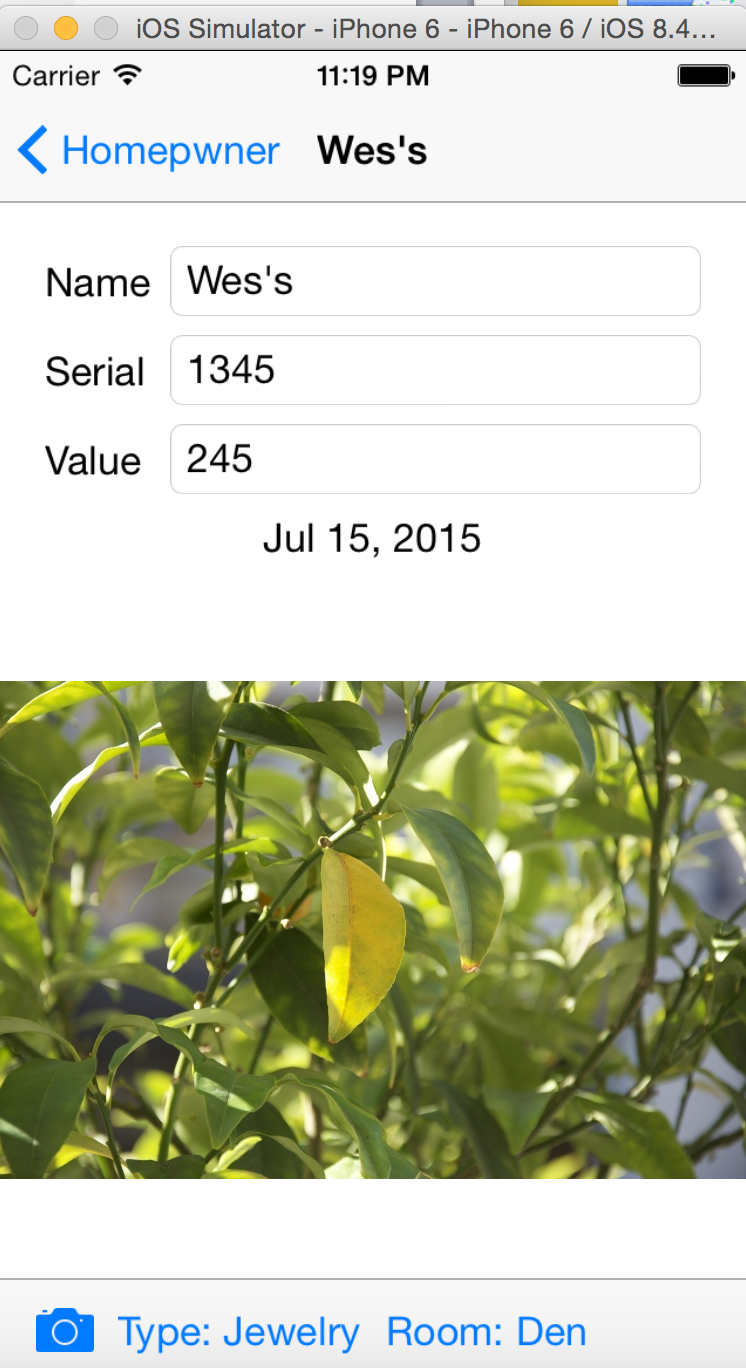 iOS Simulator - iPhone 6 - iPhone 6 / iOS 8.4...
Carrier 11:19 PM
Homepwner Wes's
Name Wes's
Serial 1345
Value 245
Jul 15, 2015
Type: Jewelry Room: Den